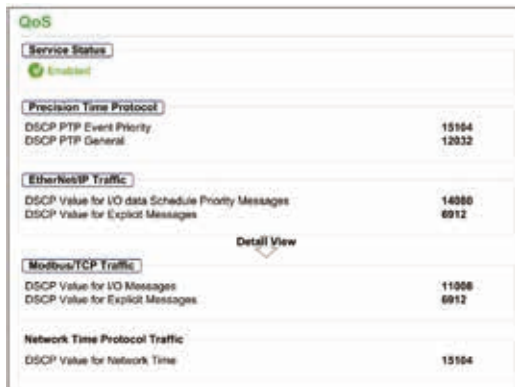 QoS
Service Status
Enabled
Precision Time Protocol
DSCP PTP Event Priority 15104
DSCP PTP General 12032
EtherNet/IP Traffic
DSCP Value for I/O data Schedule Priority Messages 14080
DSCP Value for Explicit Messages 6912
Detail View
Modbus/TCP Traffic
DSCP Value for I/O Messages 11008
DSCP Value for Explicit Messages 6912
Network Time Protocol Traffic
DSCP Value for Network Time 15104